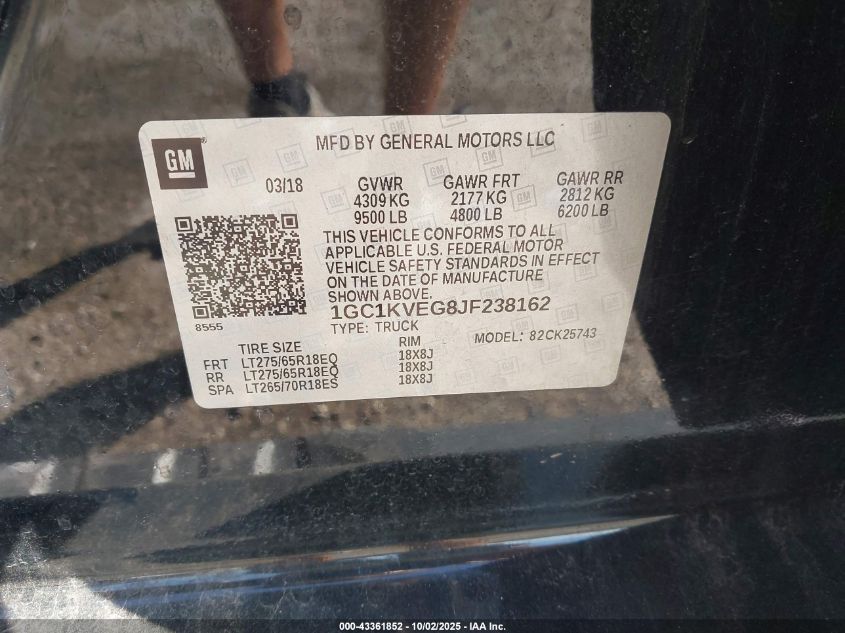 MFD BY GENERAL MOTORS LLC
GM
03/18 GVWR GAWR FRT GAWR RR
4309 KG 2177 KG 2812 KG
9500 LB 4800 LB 6200 LB
THIS VEHICLE CONFORMS TO ALL
APPLICABLE U.S. FEDERAL MOTOR
VEHICLE SAFETY STANDARDS IN EFFECT
ON THE DATE OF MANUFACTURE
SHOWN ABOVE.
8555
1GC1KVEG8JF238162
TYPE: TRUCK MODEL: 82CK25743
TIRE SIZE RIM
FRT LT275/65R18EQ 18X8J
RR LT275/65R18EQ 18X8J
SPA LT265/70R18ES 18X8J
000-43361852 - 10/02/2025 - IAA Inc.